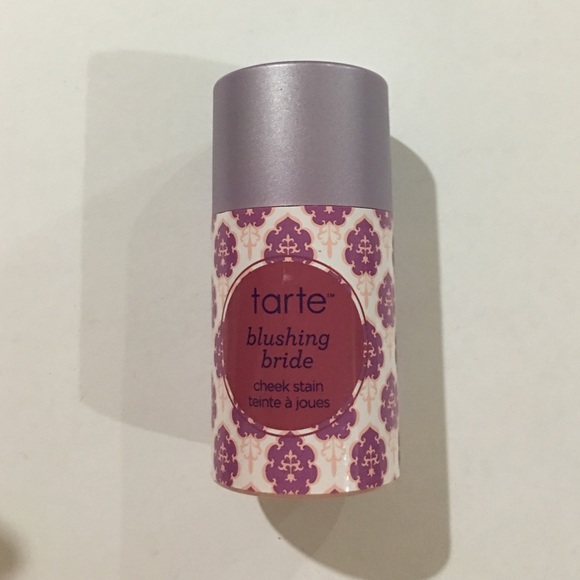 tarte™
blushing
bride
cheek stain
teinte à joues